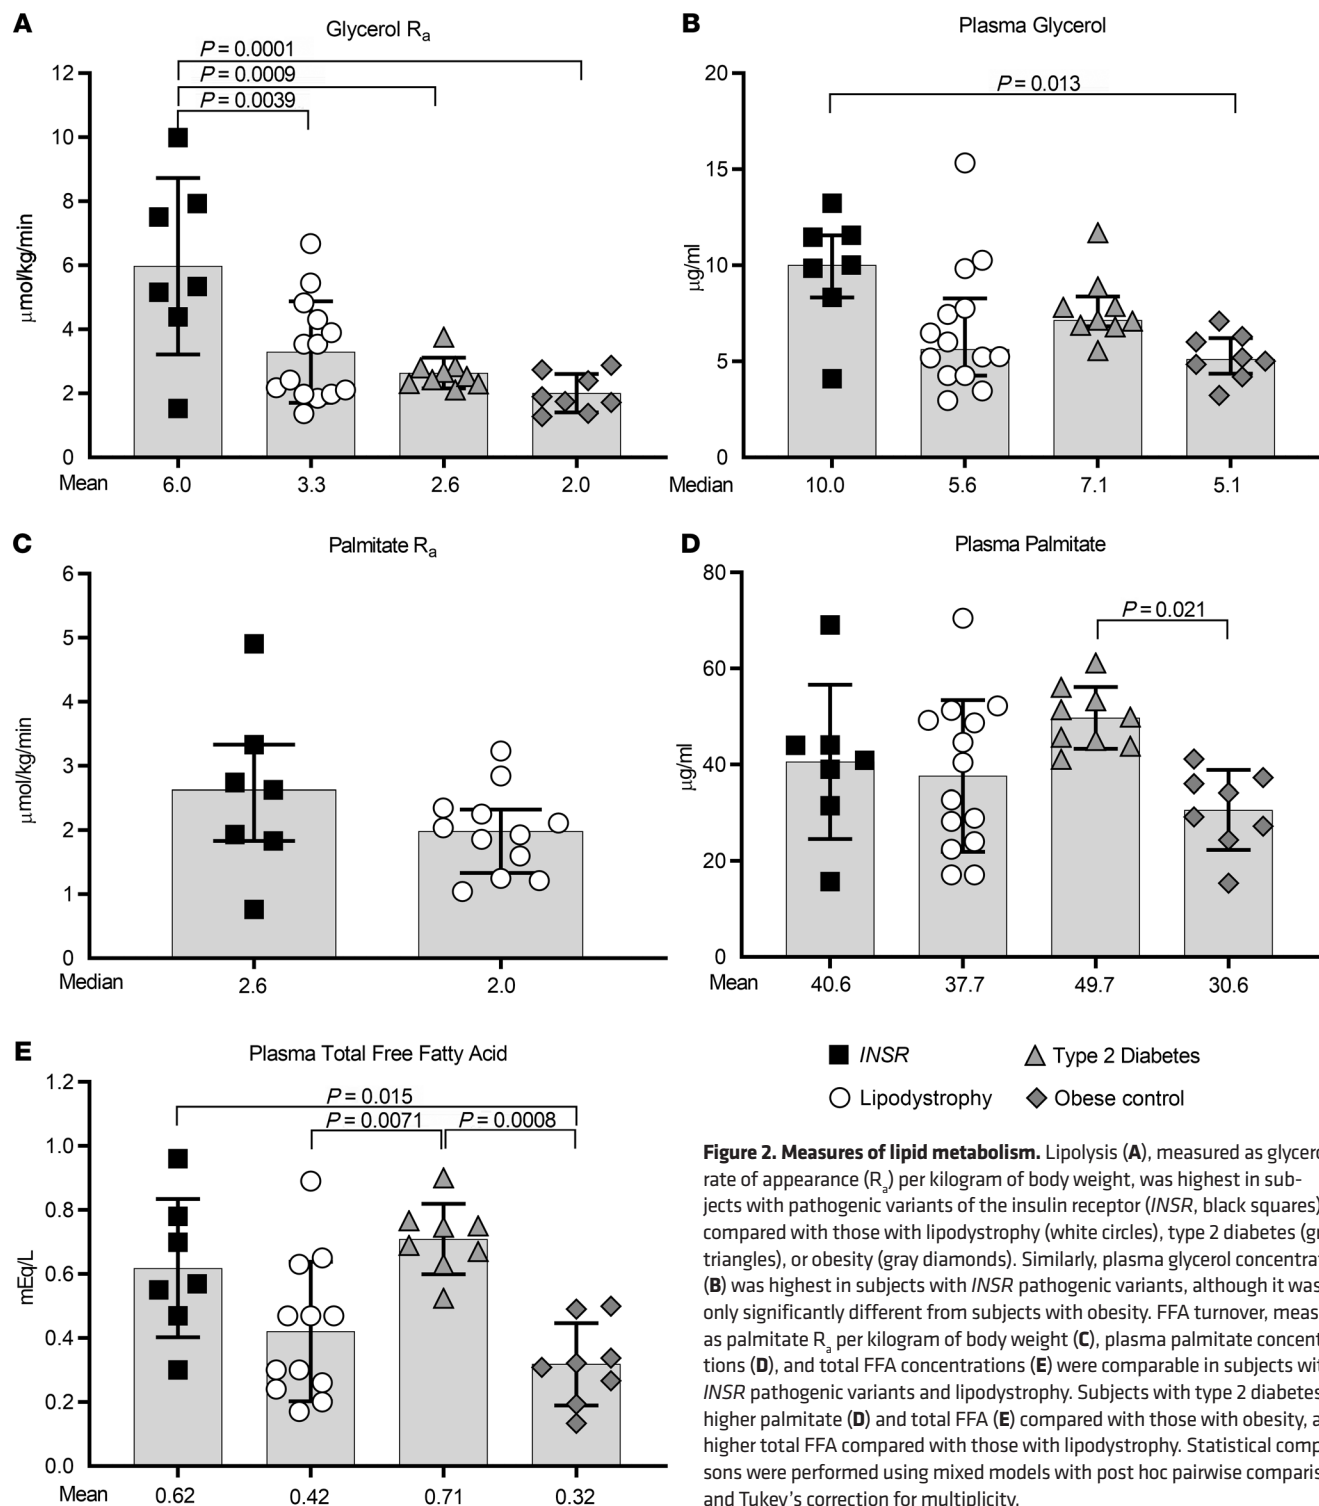 A
Glycerol Ra
P = 0.0001
P = 0.0009
P = 0.0039
12
10
8
6
4
2
0
μmol/kg/min
Mean 6.0 3.3 2.6 2.0
B
Plasma Glycerol
P = 0.013
20
15
10
5
0
μg/ml
Median 10.0 5.6 7.1 5.1
C
Palmitate Ra
6
5
4
3
2
1
0
μmol/kg/min
Median 2.6 2.0
D
Plasma Palmitate
P = 0.021
80
60
40
20
0
μg/ml
Mean 40.6 37.7 49.7 30.6
E
Plasma Total Free Fatty Acid
P = 0.015
P = 0.0071 P = 0.0008
1.2
1.0
0.8
0.6
0.4
0.2
0.0
mEq/L
Mean 0.62 0.42 0.71 0.32
INSR Type 2 Diabetes
Lipodystrophy Obese control
Figure 2. Measures of lipid metabolism. Lipolysis (A), measured as glycero
rate of appearance (Ra) per kilogram of body weight, was highest in sub-
jects with pathogenic variants of the insulin receptor (INSR, black squares)
compared with those with lipodystrophy (white circles), type 2 diabetes (gr
triangles), or obesity (gray diamonds). Similarly, plasma glycerol concentrat
(B) was highest in subjects with INSR pathogenic variants, although it was
only significantly different from subjects with obesity. FFA turnover, meas
as palmitate Ra per kilogram of body weight (C), plasma palmitate concent
tions (D), and total FFA concentrations (E) were comparable in subjects wit
INSR pathogenic variants and lipodystrophy. Subjects with type 2 diabetes
higher palmitate (D) and total FFA (E) compared with those with obesity, a
higher total FFA compared with those with lipodystrophy. Statistical comp
sons were performed using mixed models with post hoc pairwise comparis
and Tukey's correction for multiplicity.